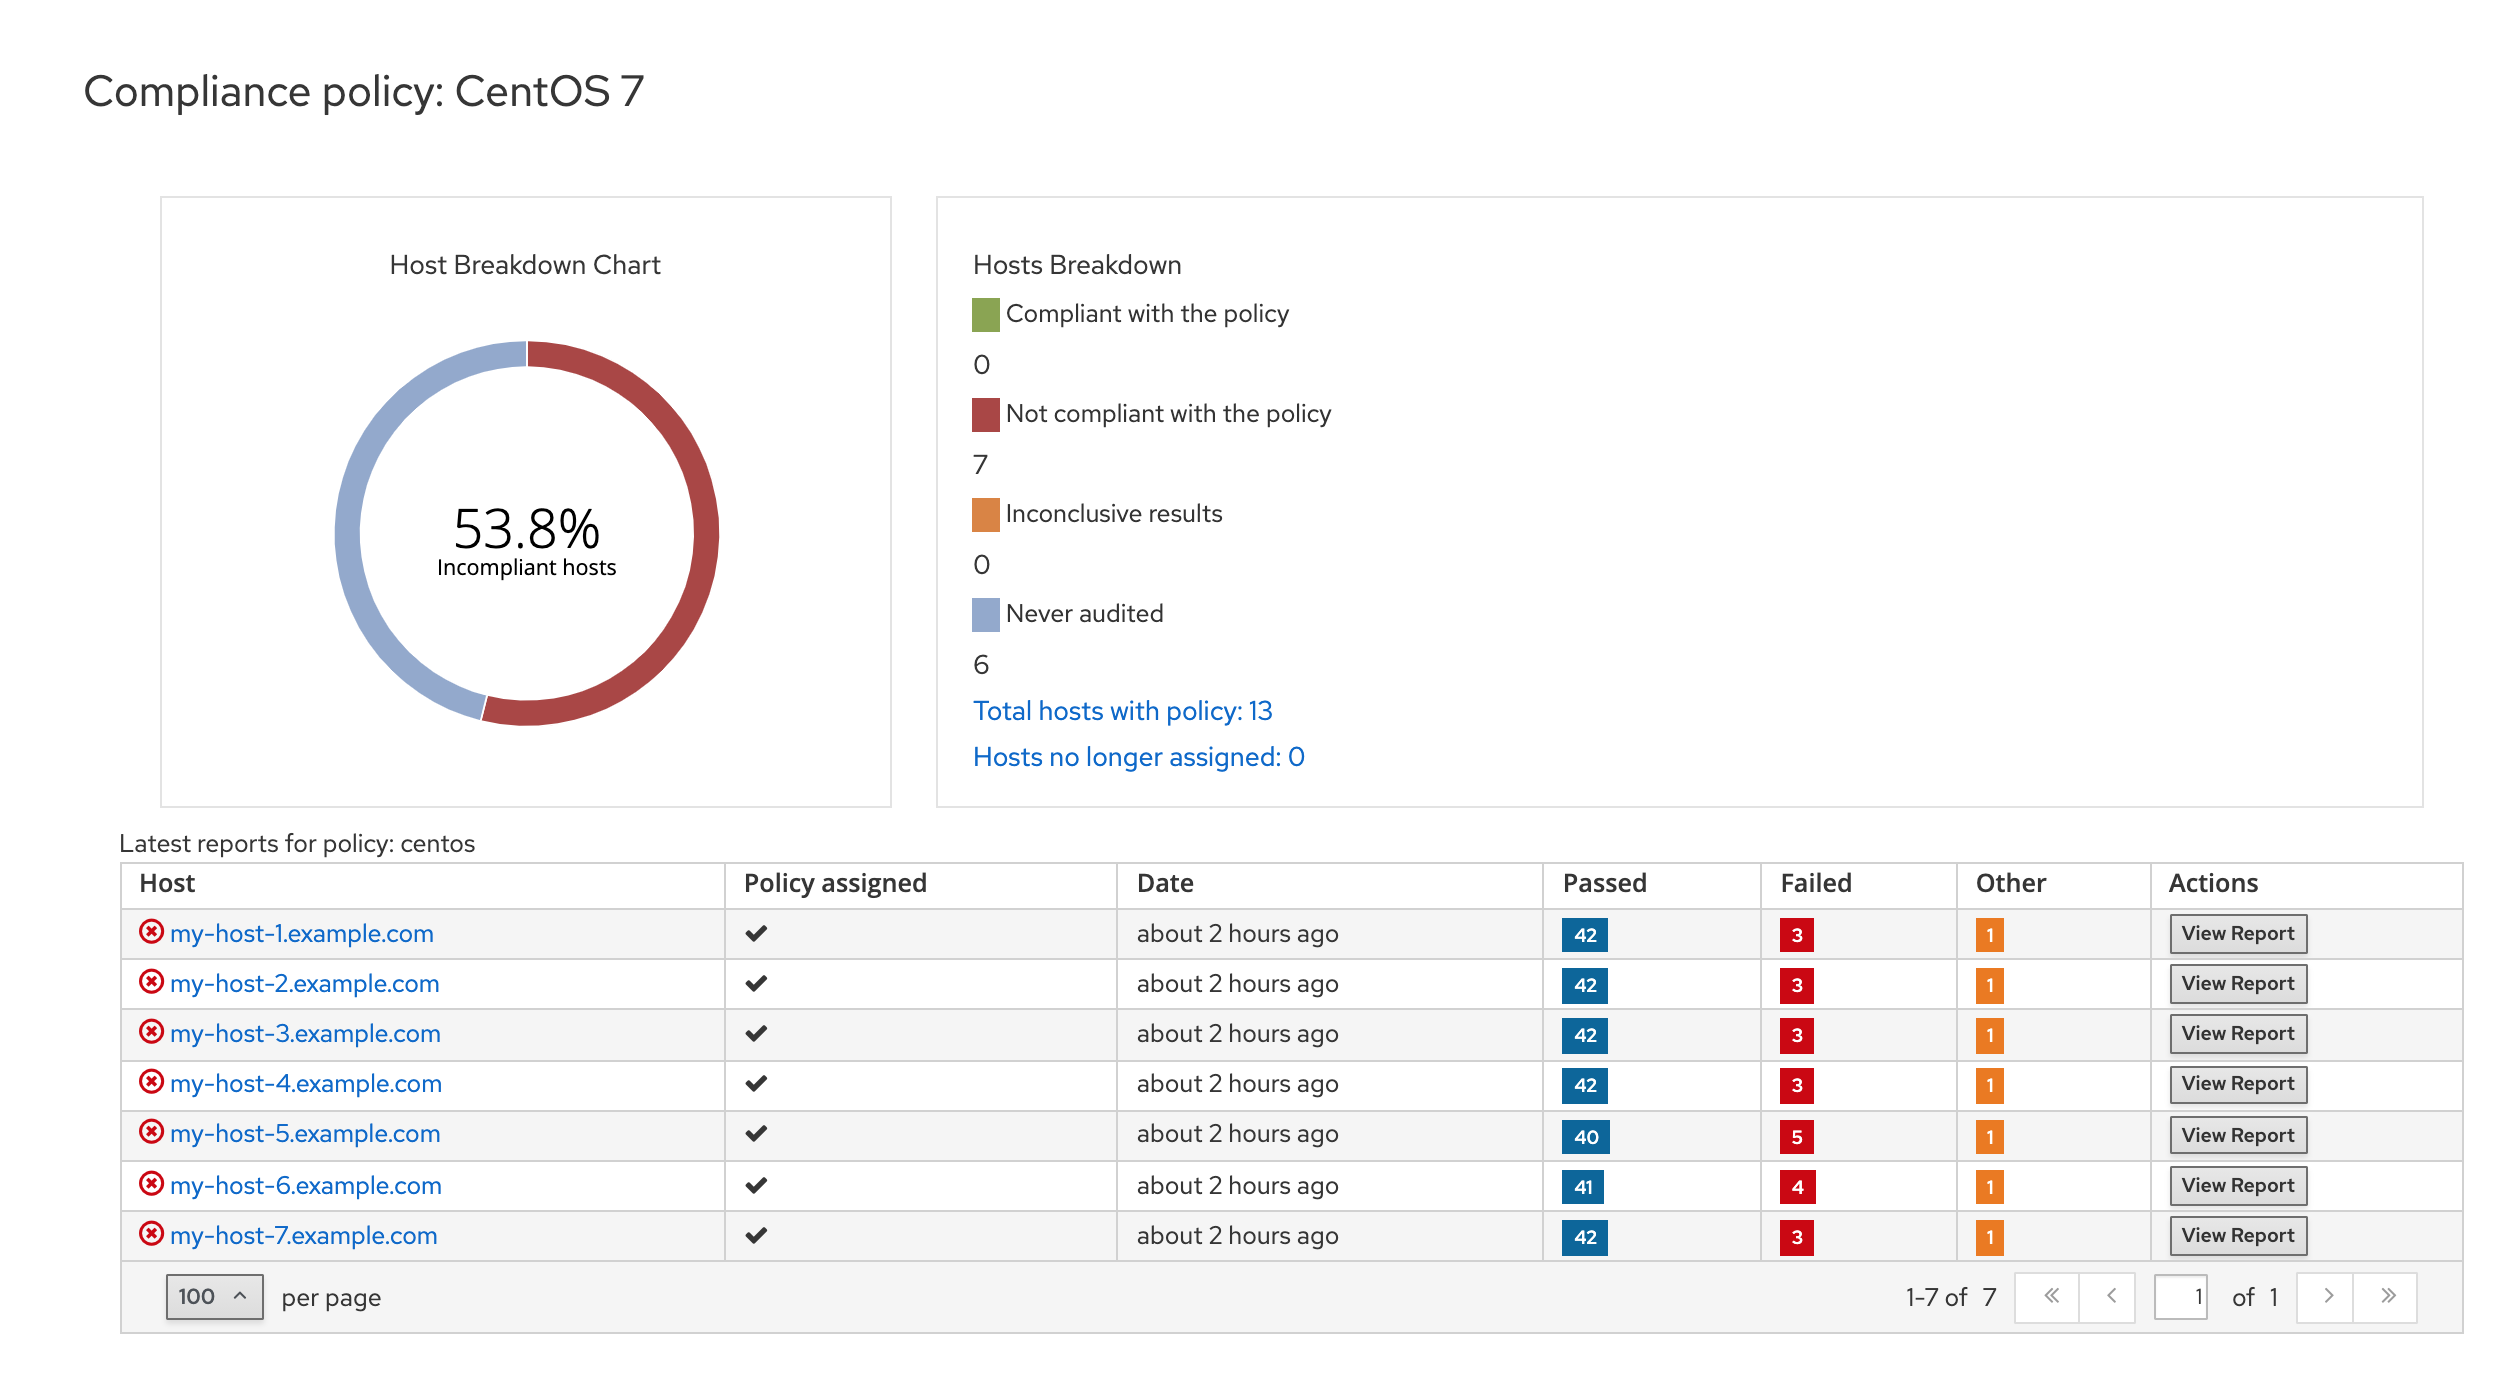 Compliance policy: CentOS 7
Host Breakdown Chart
53.8%
Incompliant hosts
Hosts Breakdown
Compliant with the policy
0
Not compliant with the policy
7
Inconclusive results
0
Never audited
6
Total hosts with policy: 13
Hosts no longer assigned: 0
Latest reports for policy: centos
Host Policy assigned Date Passed Failed Other Actions
my-host-1.example.com about 2 hours ago 42 3 1 View Report
my-host-2.example.com about 2 hours ago 42 3 1 View Report
my-host-3.example.com about 2 hours ago 42 3 1 View Report
my-host-4.example.com about 2 hours ago 42 3 1 View Report
my-host-5.example.com about 2 hours ago 40 5 1 View Report
my-host-6.example.com about 2 hours ago 41 4 1 View Report
my-host-7.example.com about 2 hours ago 42 3 1 View Report
100 per page 1-7 of 7 « < 1 of 1 > »